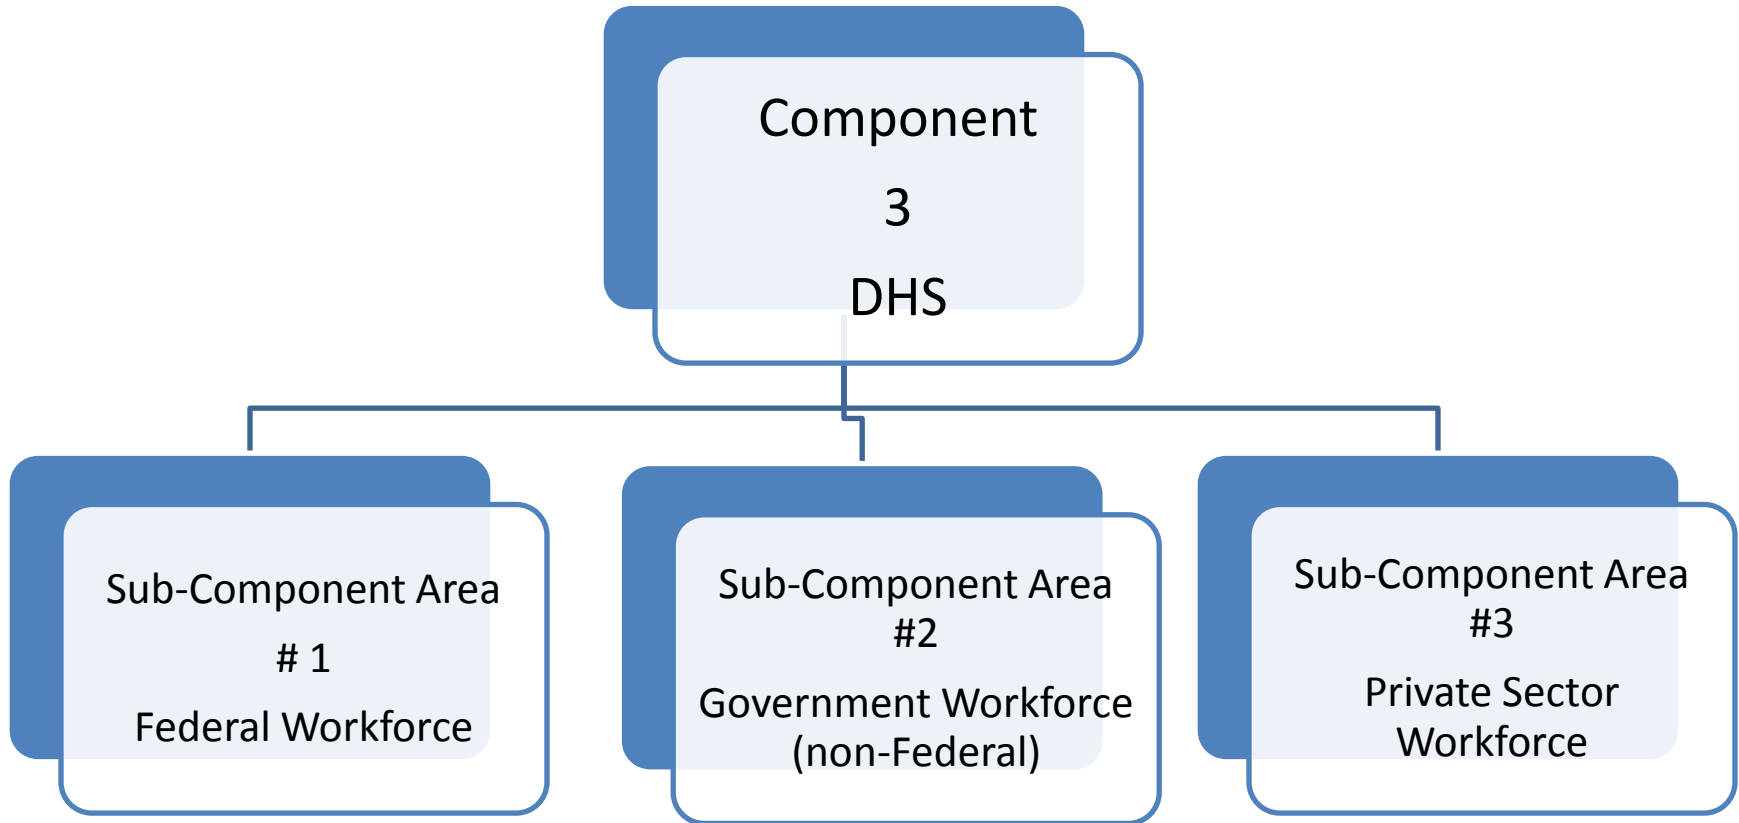 Component
3
DHS
Sub-Component Area
# 1
Federal Workforce
Sub-Component Area
#2
Government Workforce
(non-Federal)
Sub-Component Area
#3
Private Sector
Workforce